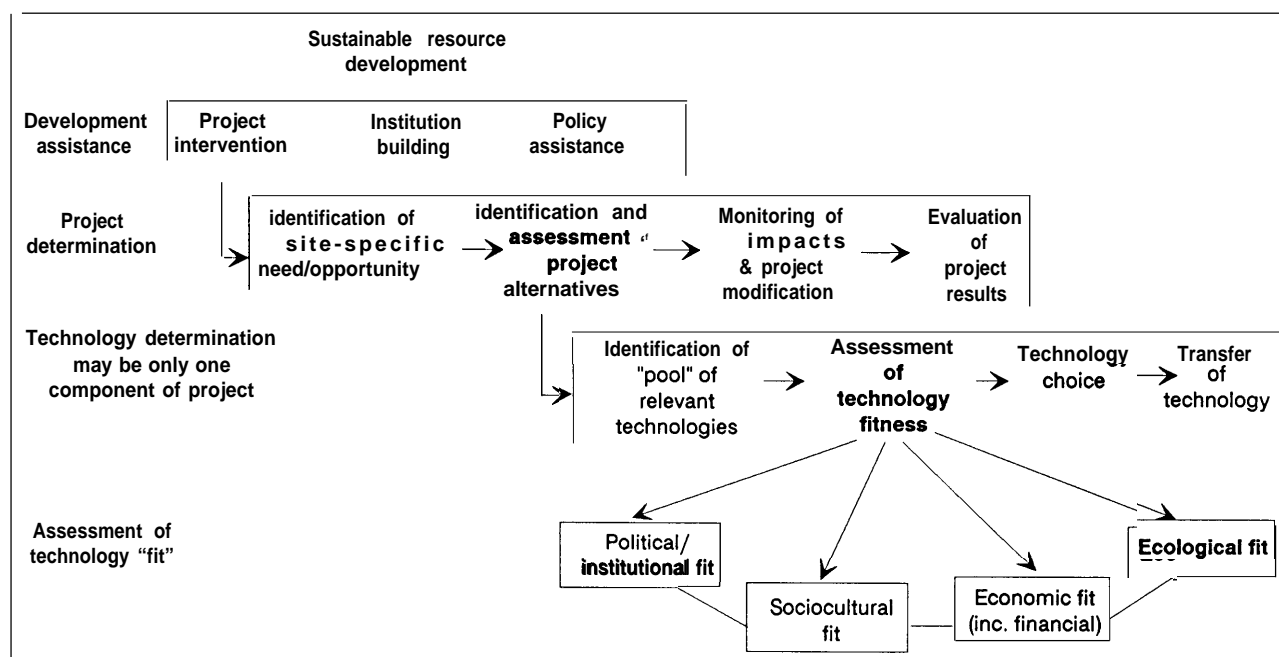 Sustainable resource
development
Development
assistance
Project
intervention
Institution
building
Policy
assistance
Project
determination
identification of
site-specific
need/opportunity
identification and
assessment
project
alternatives
Monitoring of
impacts
& project
modification
Evaluation
of
project
results
Technology determination
may be only one
component of project
Identification of
"pool" of
relevant
technologies
Assessment
of
technology
fitness
Technology
choice
Transfer
of
technology
Assessment of
technology “fit”
Political/
institutional fit
Sociocultural
fit
Economic fit
(inc. financial)
Ecological fit